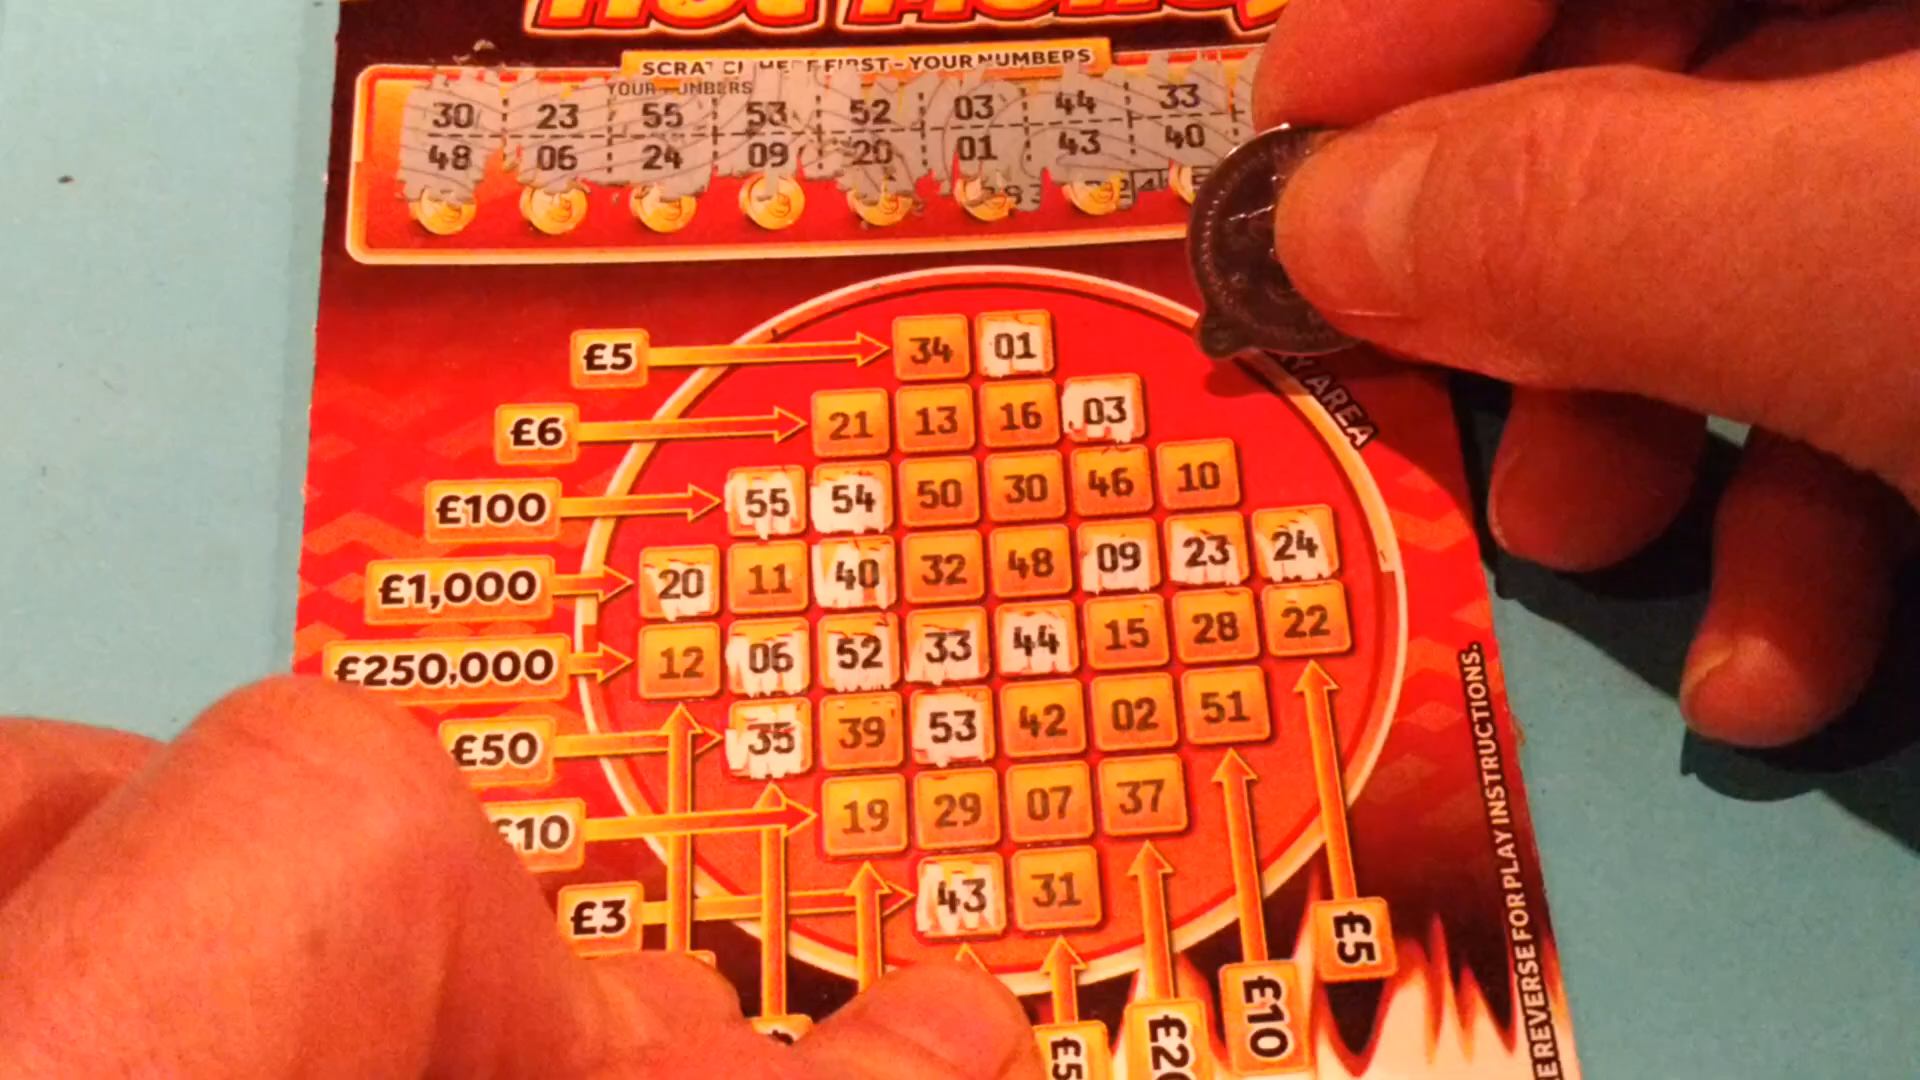 HOT MONEY
SCRATCH HERE FIRST - YOUR NUMBERS
YOUR NUMBERS
30 23 55 53 52 03 44 33
48 06 24 09 20 01 43 40
£5 34 01
£6 21 13 16 03
£100 55 54 50 30 46 10
£1,000 20 11 40 32 48 09 23 24
£250,000 12 06 52 33 44 15 28 22
£50 35 39 53 42 02 51
£10 19 29 07 37
£3 43 31
£5
£20
£10
£5
AREA
REVERSE FOR PLAY INSTRUCTIONS.